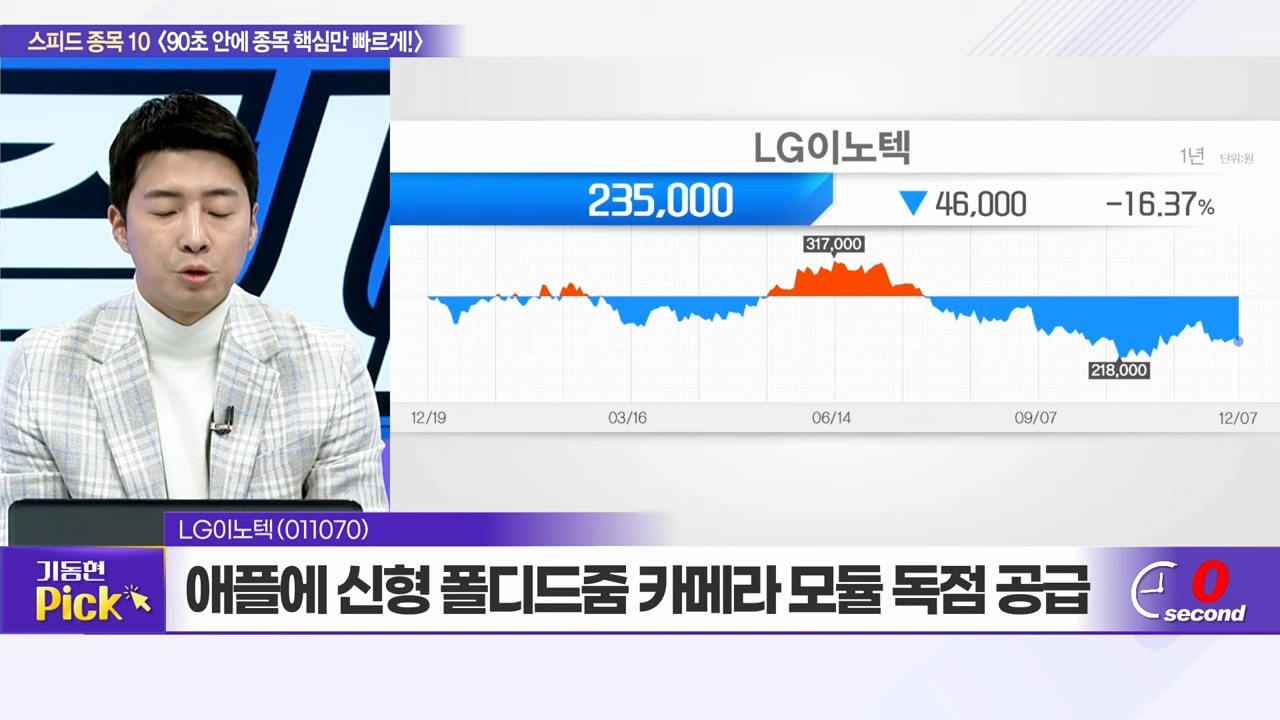 스피드 종목 10 〈90초 안에 종목 핵심만 빠르게!〉
LG이노텍
1년 단위:원
235,000 ▼46,000 -16.37%
317,000
218,000
12/19 03/16 06/14 09/07 12/07
LG이노텍(011070)
기동현
Pick
애플에 신형 폴디드줌 카메라 모듈 독점 공급
0
second